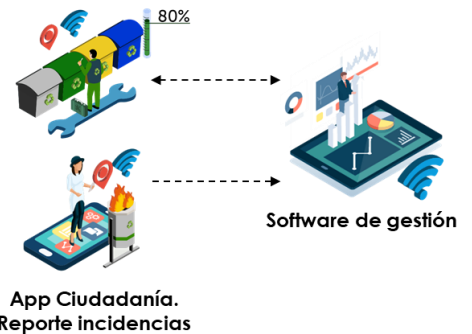 80%
Software de gestión
App Ciudadanía.
Reporte incidencias